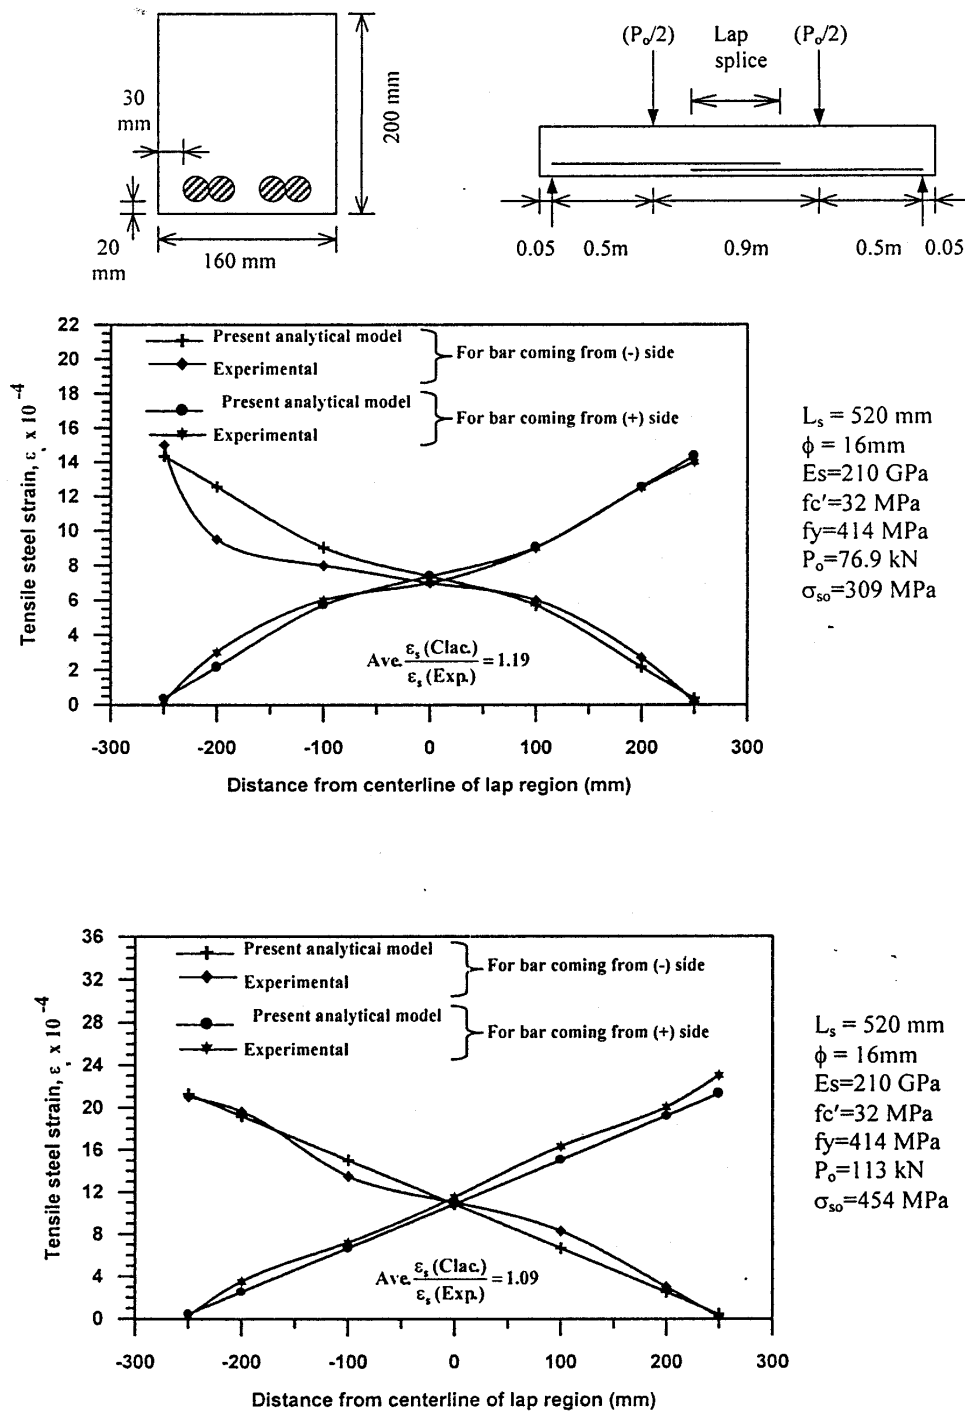 30
mm
200 mm
20
mm
160 mm
(Pₒ/2) Lap (Pₒ/2)
splice
0.05 0.5m 0.9m 0.5m 0.05
22
20
18
16
14
12
10
8
6
4
2
0
Tensile steel strain, ε x 10 ⁻⁴
Present analytical model
Experimental
For bar coming from (-) side
Present analytical model
Experimental
For bar coming from (+) side
Ave. εₛ (Clac.) / εₛ (Exp.) = 1.19
-300 -200 -100 0 100 200 300
Distance from centerline of lap region (mm)
Lₛ = 520 mm
ϕ = 16mm
Es=210 GPa
fc′=32 MPa
fy=414 MPa
Pₒ=76.9 kN
σₛₒ=309 MPa
36
32
28
24
20
16
12
8
4
0
Tensile steel strain, ε x 10 ⁻⁴
Present analytical model
Experimental
For bar coming from (-) side
Present analytical model
Experimental
For bar coming from (+) side
Ave. εₛ (Clac.) / εₛ (Exp.) = 1.09
-300 -200 -100 0 100 200 300
Distance from centerline of lap region (mm)
Lₛ = 520 mm
ϕ = 16mm
Es=210 GPa
fc′=32 MPa
fy=414 MPa
Pₒ=113 kN
σₛₒ=454 MPa